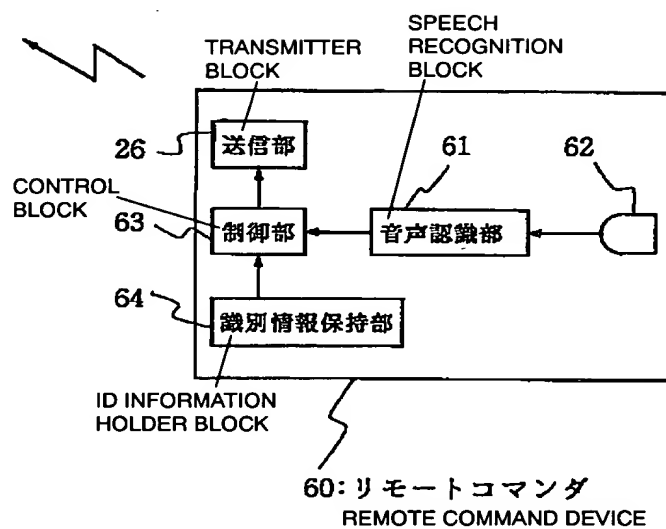 TRANSMITTER
BLOCK
SPEECH
RECOGNITION
BLOCK
26
送信部
61
62
CONTROL
BLOCK
63
制御部
音声認識部
64
識別情報保持部
ID INFORMATION
HOLDER BLOCK
60:リモートコマンダ
REMOTE COMMAND DEVICE